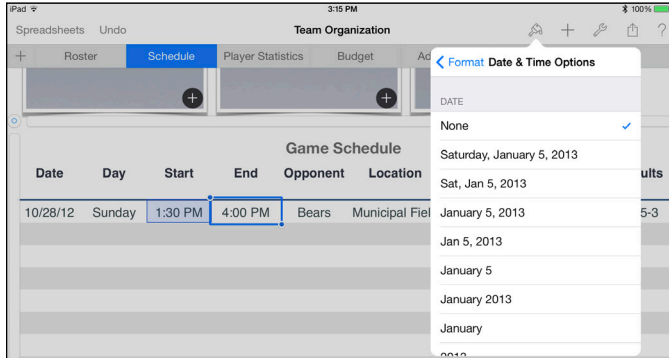 iPad 3:15 PM 100%
Spreadsheets Undo Team Organization + ?
+ Roster Schedule Player Statistics Budget
Format Date & Time Options
DATE
None
Saturday, January 5, 2013
Sat, Jan 5, 2013
January 5, 2013
Jan 5, 2013
January 5
January 2013
January
2013
Game Schedule
Date Day Start End Opponent Location
10/28/12 Sunday 1:30 PM 4:00 PM Bears Municipal 5-3